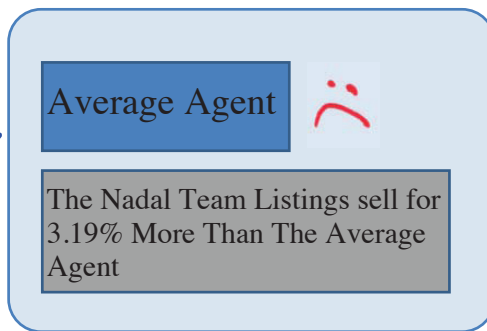 Average Agent
The Nadal Team Listings sell for
3.19% More Than The Average
Agent